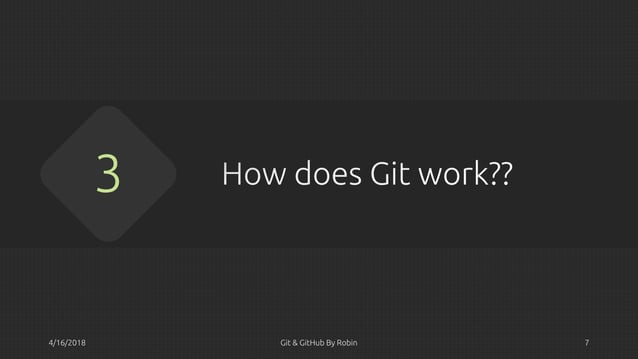 3
How does Git work??
4/16/2018
Git & GitHub By Robin
7